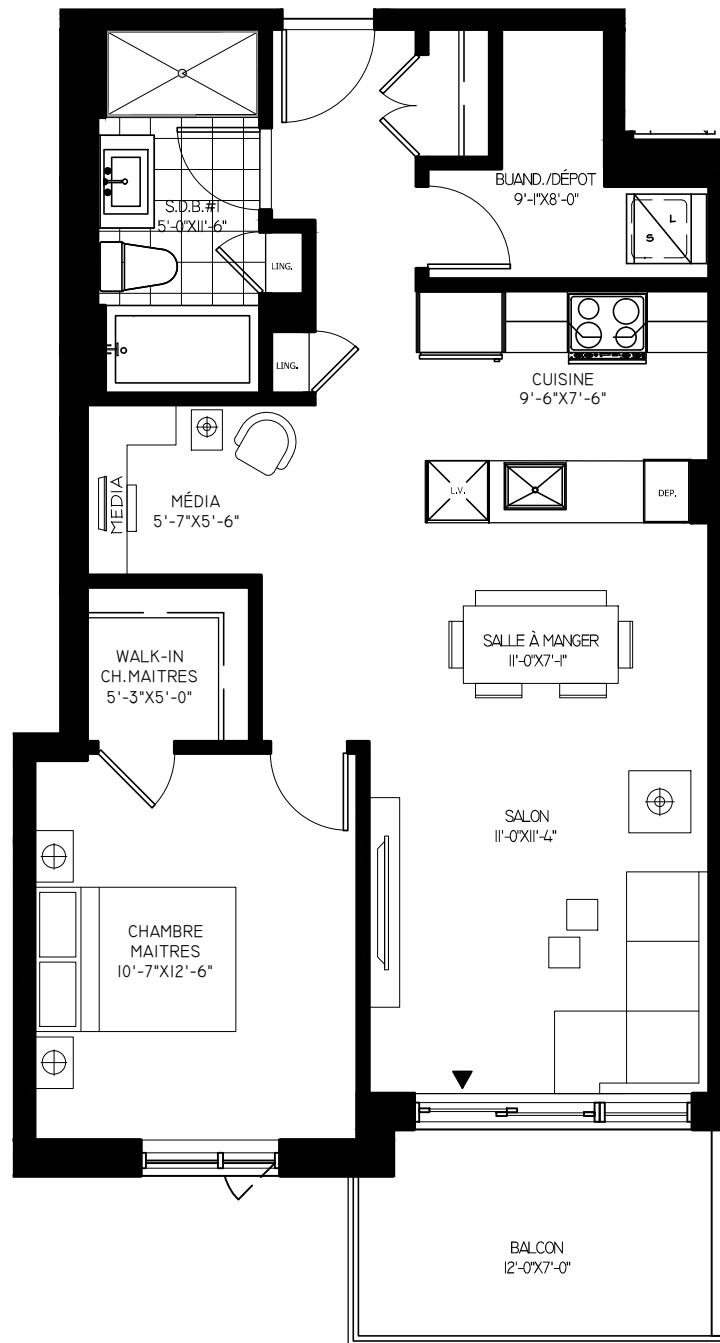 S.D.B.#1
5'-0"X11'-6"
LING.
BUAND./DÉPOT
9'-1"X8'-0"
L
S
LING.
CUISINE
9'-6"X7'-6"
MEDIA
MÉDIA
5'-7"X5'-6"
L.V.
DEP.
WALK-IN
CH.MAITRES
5'-3"X5'-0"
SALLE À MANGER
11'-0"X7'-1"
SALON
11'-0"X11'-4"
CHAMBRE
MAITRES
10'-7"X12'-6"
BALCON
12'-0"X7'-0"